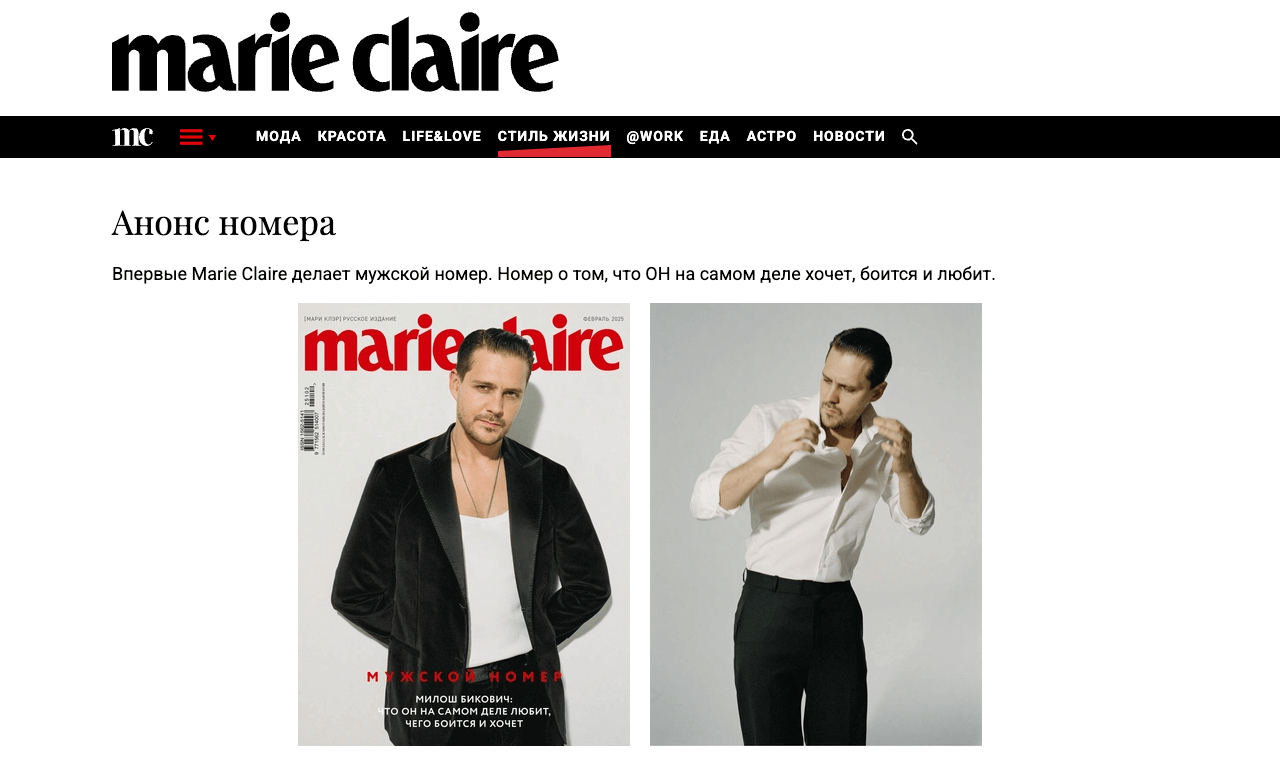 marie claire
mc
МОДА КРАСОТА LIFE&LOVE СТИЛЬ ЖИЗНИ @WORK ЕДА АСТРО НОВОСТИ
Анонс номера
Впервые Marie Claire делает мужской номер. Номер о том, что ОН на самом деле хочет, боится и любит.
[МАРИ КЛЭР] РУССКОЕ ИЗДАНИЕ
ФЕВРАЛЬ 2025
marie claire
МУЖСКОЙ НОМЕР
МИЛОШ БИКОВИЧ:
ЧТО ОН НА САМОМ ДЕЛЕ ЛЮБИТ,
ЧЕГО БОИТСЯ И ХОЧЕТ